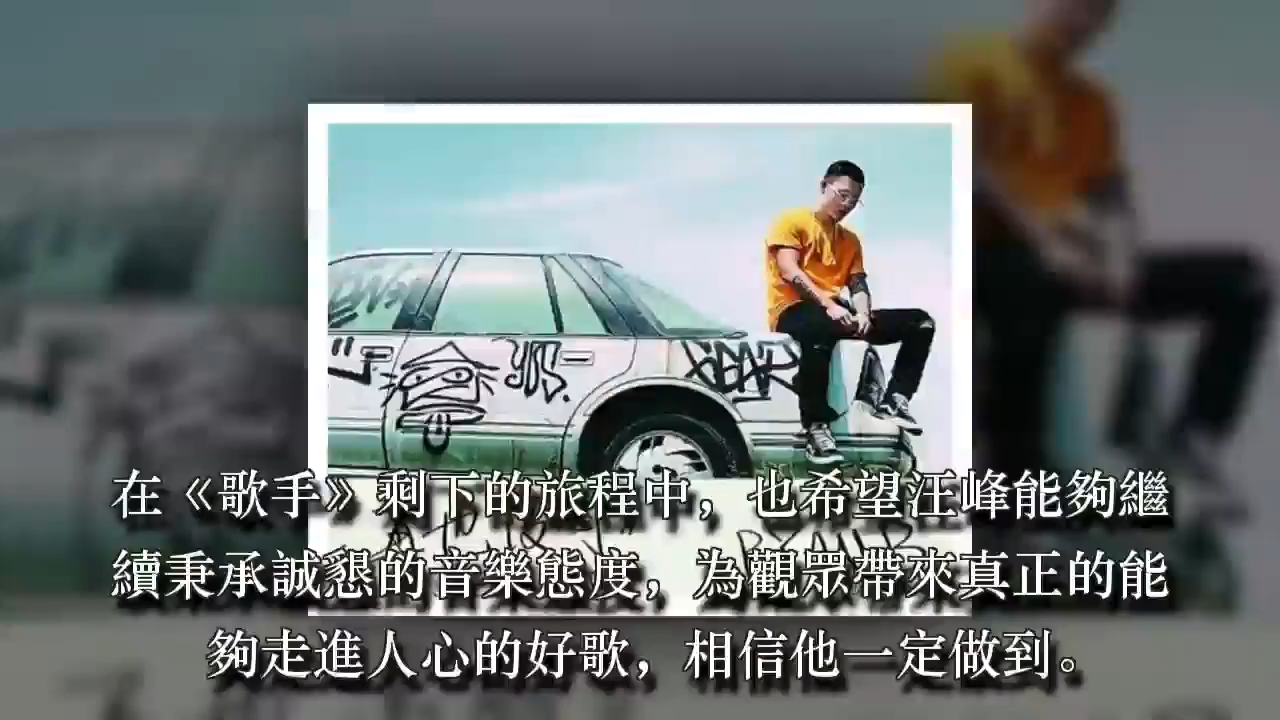 在《歌手》剩下的旅程中，也希望汪峰能夠繼
續秉承誠懇的音樂態度，為觀眾帶來真正的能
夠走進人心的好歌，相信他一定做到。